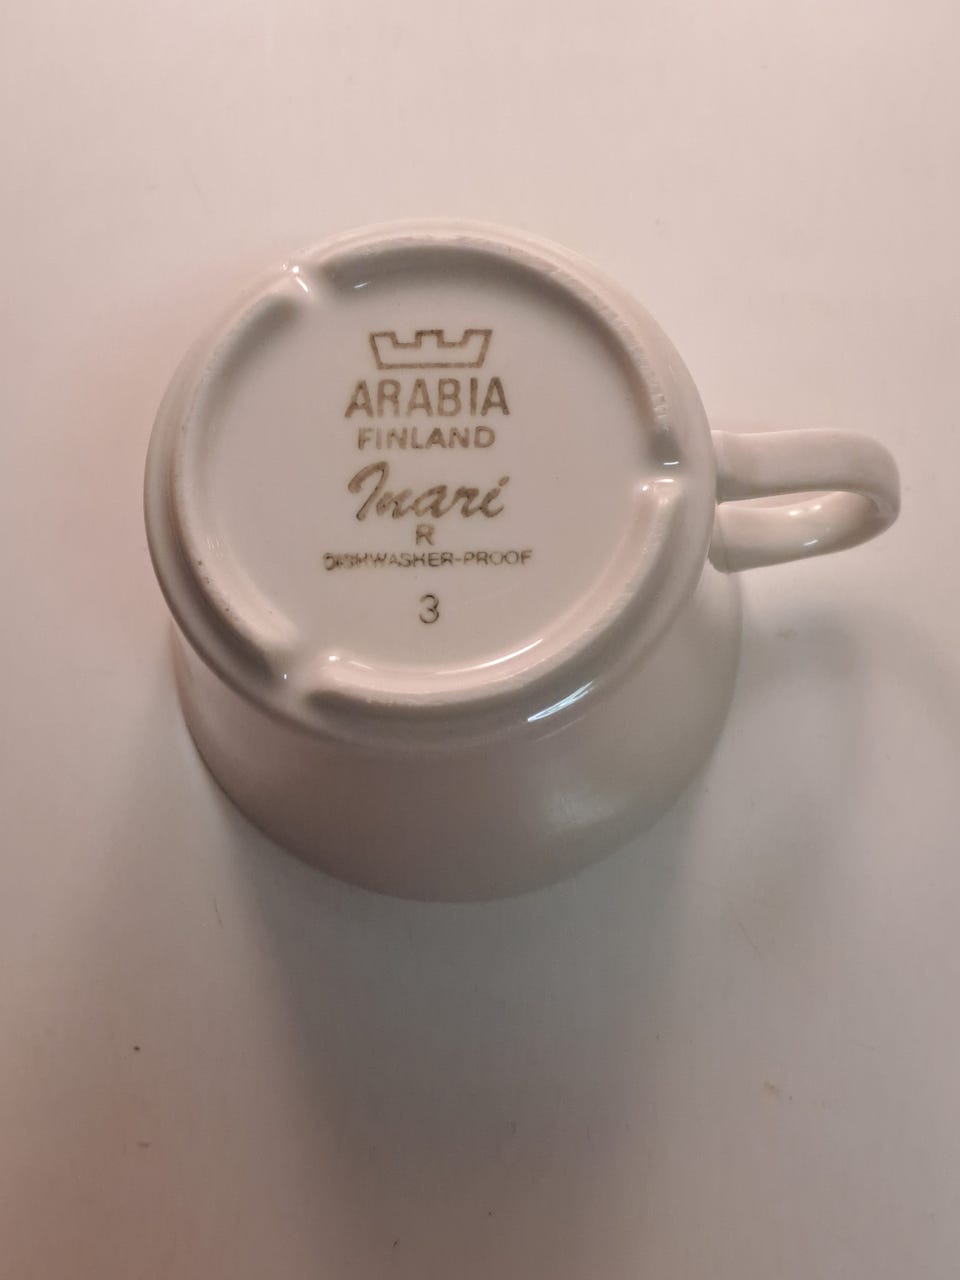 ARABIA
FINLAND
Inari
R
DISHWASHER-PROOF
3